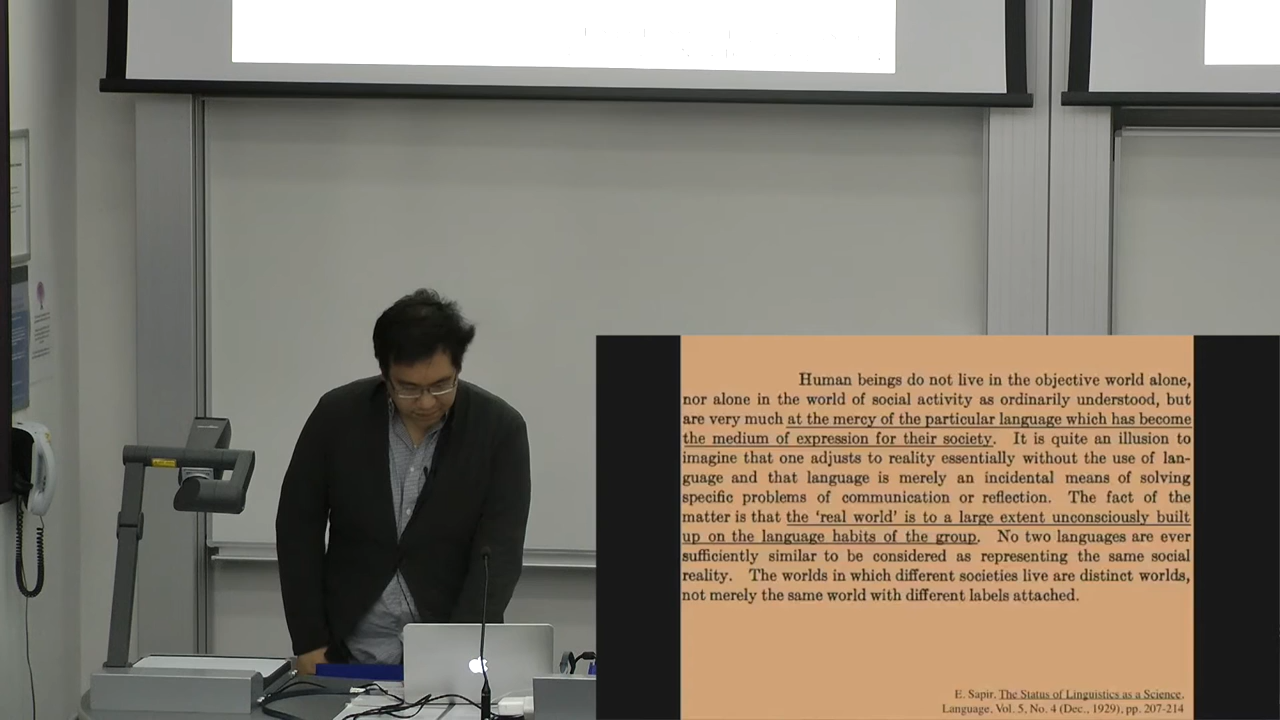 Human beings do not live in the objective world alone,
nor alone in the world of social activity as ordinarily understood, but
are very much at the mercy of the particular language which has become
the medium of expression for their society. It is quite an illusion to
imagine that one adjusts to reality essentially without the use of lan-
guage and that language is merely an incidental means of solving
specific problems of communication or reflection. The fact of the
matter is that the ‘real world’ is to a large extent unconsciously built
up on the language habits of the group. No two languages are ever
sufficiently similar to be considered as representing the same social
reality. The worlds in which different societies live are distinct worlds,
not merely the same world with different labels attached.
E. Sapir, The Status of Linguistics as a Science,
Language, Vol. 5, No. 4 (Dec., 1929), pp. 207-214